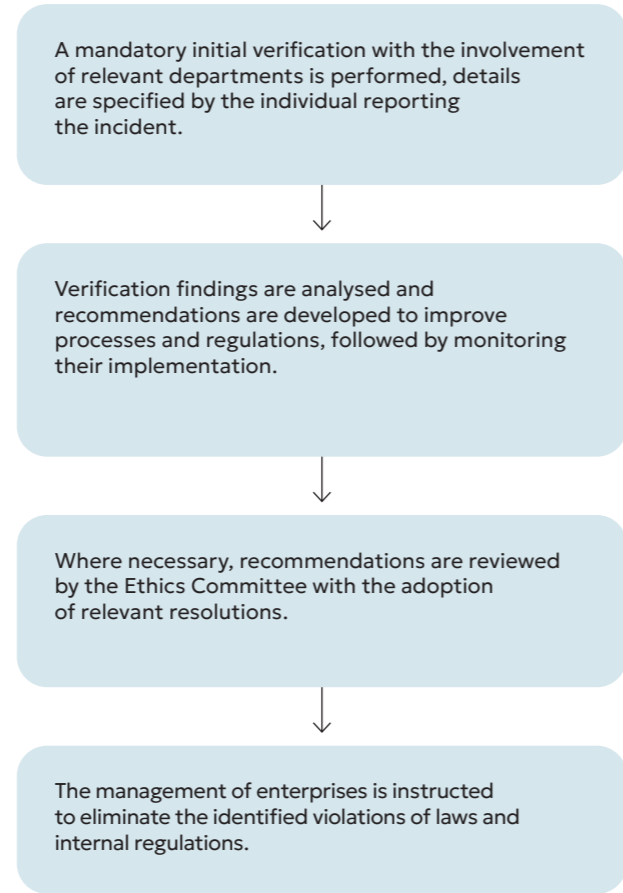 A mandatory initial verification with the involvement
of relevant departments is performed, details
are specified by the individual reporting
the incident.
Verification findings are analysed and
recommendations are developed to improve
processes and regulations, followed by monitoring
their implementation.
Where necessary, recommendations are reviewed
by the Ethics Committee with the adoption
of relevant resolutions.
The management of enterprises is instructed
to eliminate the identified violations of laws and
internal regulations.